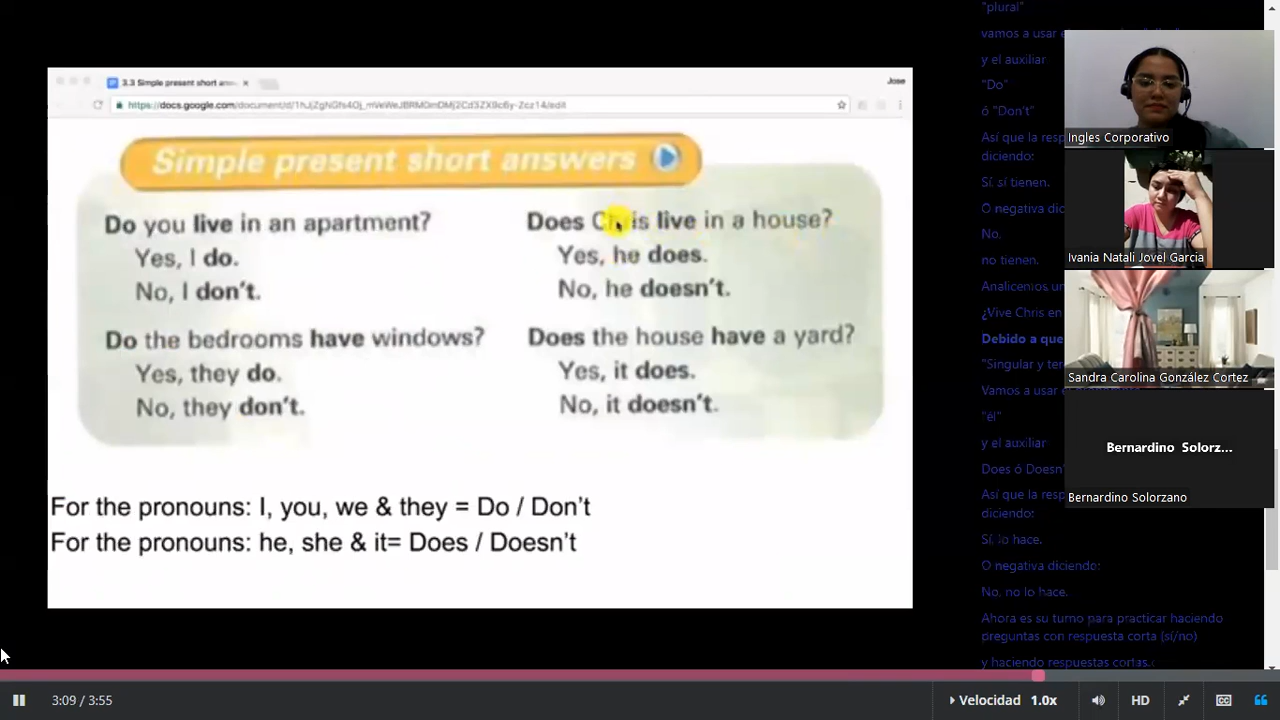 3.3 Simple present short ans
Jose
Simple present short answers
Do you live in an apartment?
Yes, I do.
No, I don't.
Do the bedrooms have windows?
Yes, they do.
No, they don't.
Does Chris live in a house?
Yes, he does.
No, he doesn't.
Does the house have a yard?
Yes, it does.
No, it doesn't.
For the pronouns: I, you, we & they = Do / Don't
For the pronouns: he, she & it= Does / Doesn't
"plural"
vamos a usar el
y el auxiliar
"Do"
ó "Don't"
Así que la resp
diciendo:
Sí, sí tienen.
O negativa dic
No,
no tienen.
Analicemos un
¿Vive Chris en
Debido a que
"Singular y ter
Vamos a usar
"él"
y el auxiliar
Does ó Doesn'
Así que la resp
diciendo:
Sí, lo hace.
O negativa diciendo:
No, no lo hace.
Ahora es su turno para practicar haciendo
preguntas con respuesta corta (sí/no)
y haciendo respuestas cortas.
Ingles Corporativo
Ivania Natali Jovel Garcia
Sandra Carolina González Cortez
Bernardino Solorz...
Bernardino Solorzano
3:09 / 3:55
Velocidad 1.0x
HD
CC